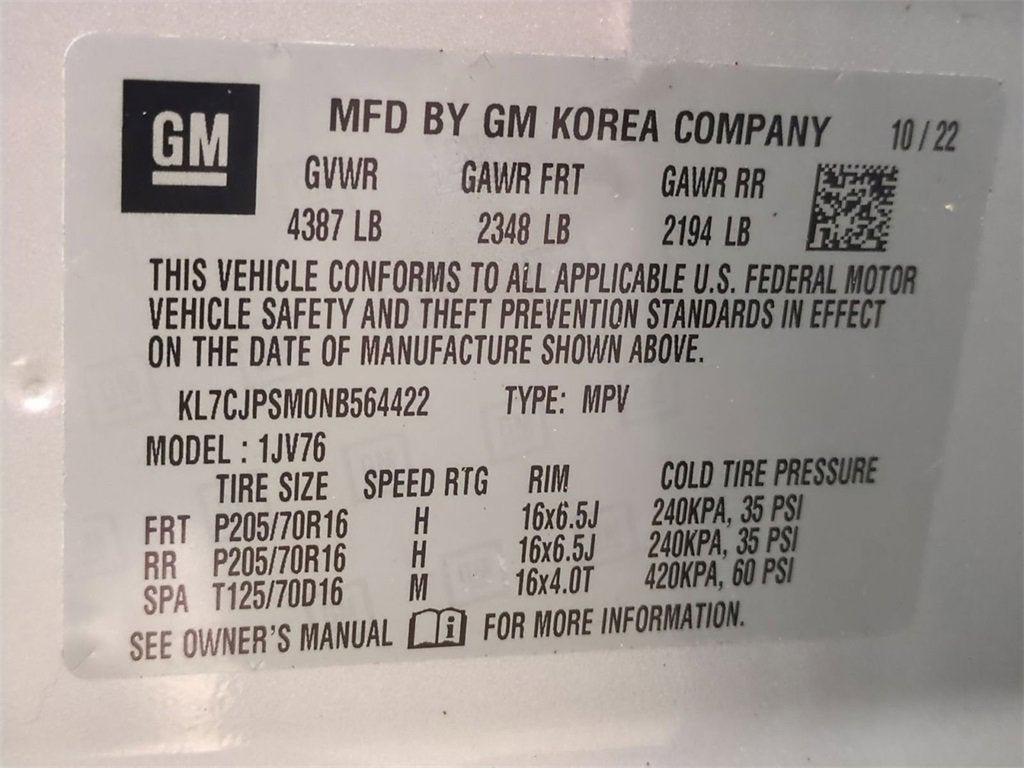 GM
MFD BY GM KOREA COMPANY 10/22
GVWR GAWR FRT GAWR RR
4387 LB 2348 LB 2194 LB
THIS VEHICLE CONFORMS TO ALL APPLICABLE U.S. FEDERAL MOTOR
VEHICLE SAFETY AND THEFT PREVENTION STANDARDS IN EFFECT
ON THE DATE OF MANUFACTURE SHOWN ABOVE.
KL7CJPSM0NB564422 TYPE: MPV
MODEL : 1JV76
TIRE SIZE SPEED RTG RIM COLD TIRE PRESSURE
FRT P205/70R16 H 16x6.5J 240KPA, 35 PSI
RR P205/70R16 H 16x6.5J 240KPA, 35 PSI
SPA T125/70D16 M 16x4.0T 420KPA, 60 PSI
SEE OWNER'S MANUAL i FOR MORE INFORMATION.